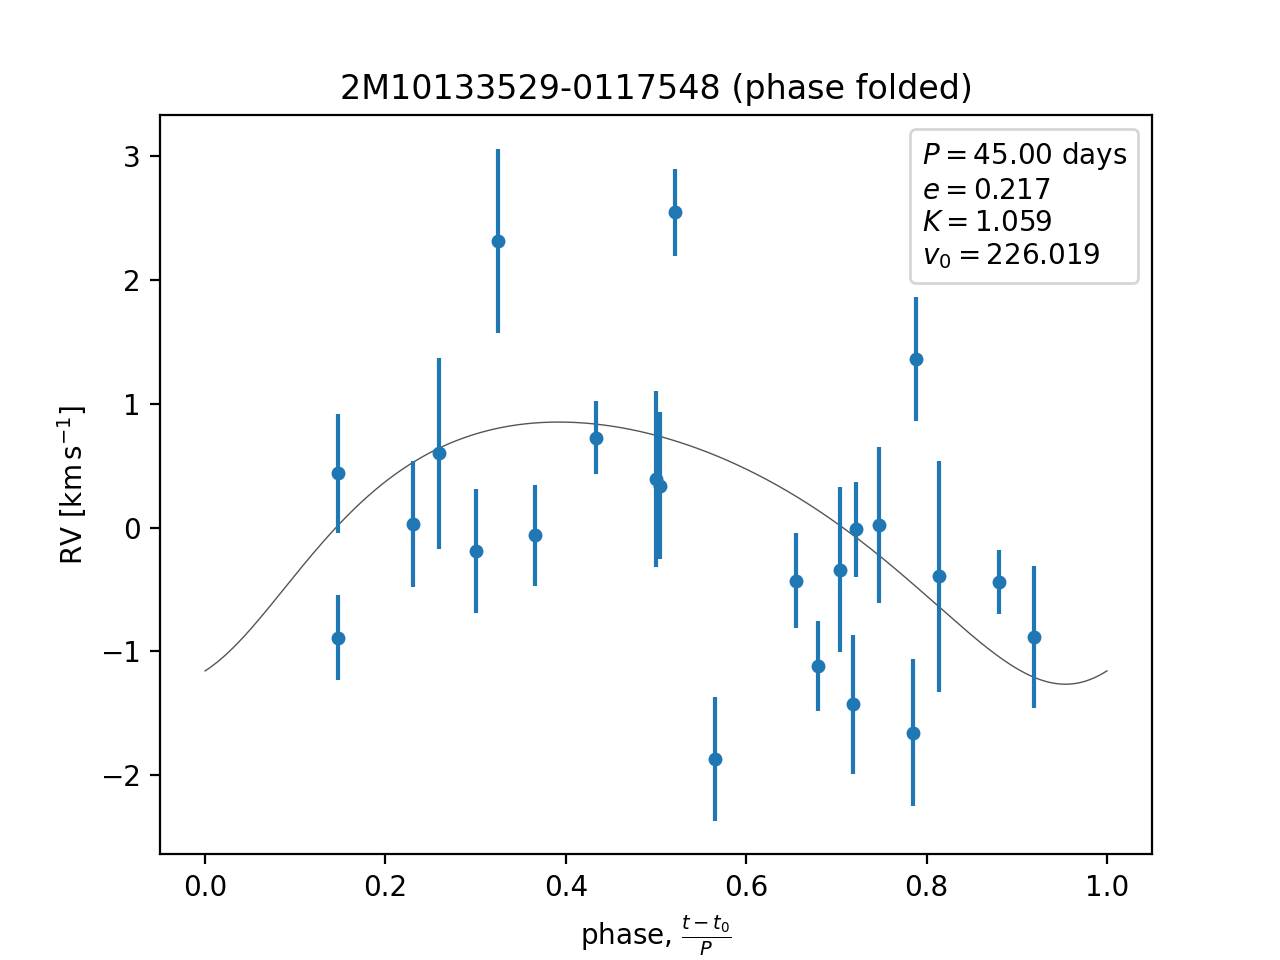 2M10133529-0117548 (phase folded)
P = 45.00 days
e = 0.217
K = 1.059
v₀ = 226.019
3
2
1
0
−1
−2
RV [km s⁻¹]
0.0 0.2 0.4 0.6 0.8 1.0
phase, (t − t₀)/P